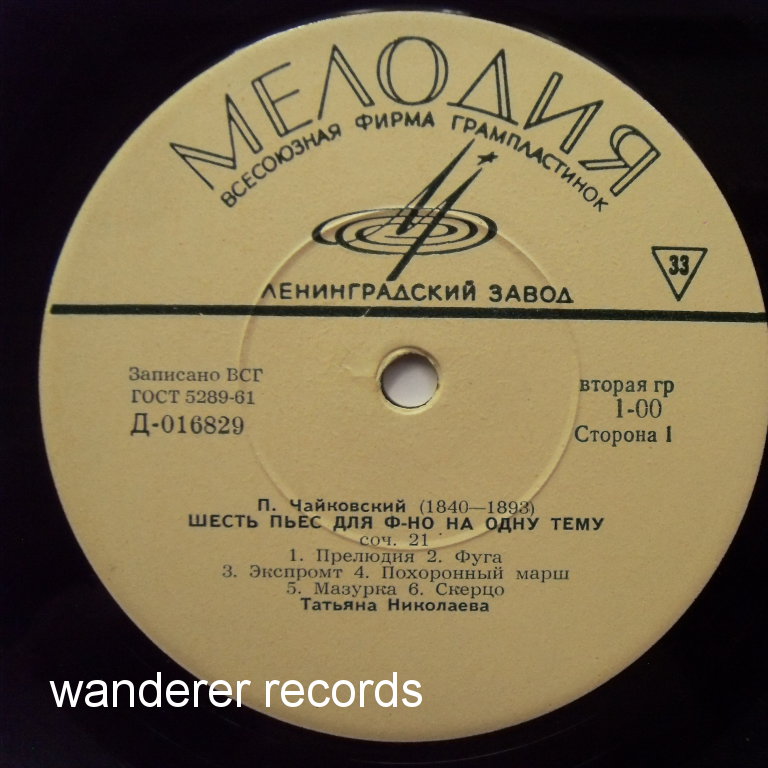 МЕЛОДИЯ
ВСЕСОЮЗНАЯ ФИРМА ГРАМПЛАСТИНОК
33
ЛЕНИНГРАДСКИЙ ЗАВОД
Записано ВСГ
ГОСТ 5289-61
Д-016829
вторая гр
1-00
Сторона 1
П. Чайковский (1840—1893)
ШЕСТЬ ПЬЕС ДЛЯ Ф-НО НА ОДНУ ТЕМУ
соч. 21
1. Прелюдия 2. Фуга
3. Экспромт 4. Похоронный марш
5. Мазурка 6. Скерцо
Татьяна Николаева
wanderer records